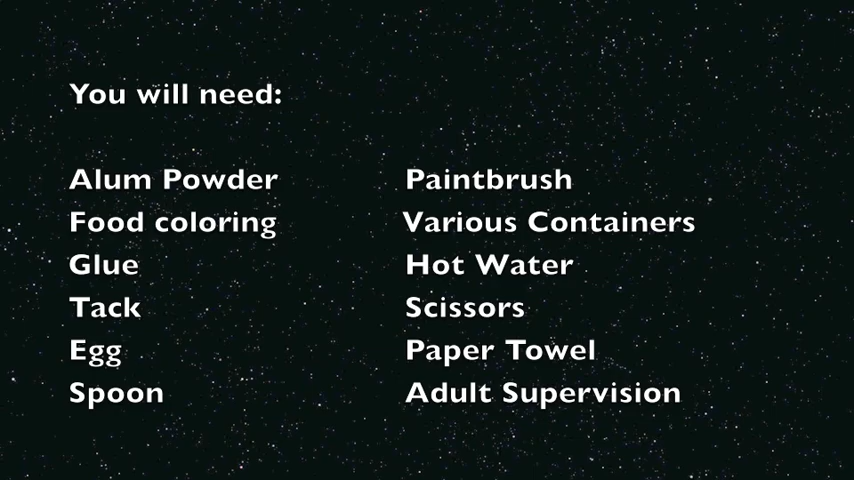 You will need:
Alum Powder
Food coloring
Glue
Tack
Egg
Spoon
Paintbrush
Various Containers
Hot Water
Scissors
Paper Towel
Adult Supervision